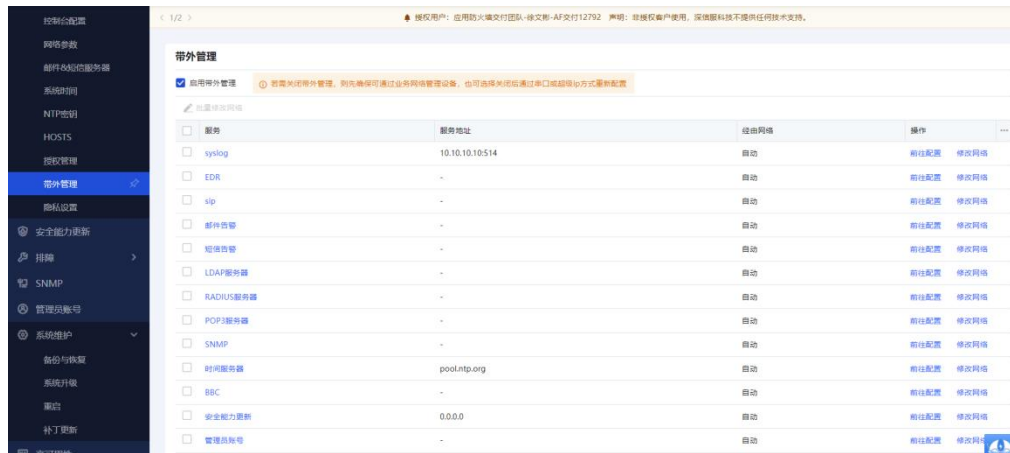 控制台配置
网络参数
邮件&短信服务器
系统时间
NTP密钥
HOSTS
授权管理
带外管理
隐私设置
安全能力更新
排障
SNMP
管理员账号
系统维护
备份与恢复
系统升级
重启
补丁更新
< 1/2 >
授权用户：应用防火墙交付团队-徐文彬-AF交付12792 声明：非授权客户使用，深信服科技不提供任何技术支持。
带外管理
启用带外管理 若需关闭带外管理，则先确保可通过业务网络管理设备，也可选择关闭后通过串口或超级ip方式重新配置
批量修改网络
服务 服务地址 经由网络 操作 ...
syslog 10.10.10.10:514 自动 前往配置 修改网络
EDR - 自动 前往配置 修改网络
sip - 自动 前往配置 修改网络
邮件告警 - 自动 前往配置 修改网络
短信告警 - 自动 前往配置 修改网络
LDAP服务器 - 自动 前往配置 修改网络
RADIUS服务器 - 自动 前往配置 修改网络
POP3服务器 - 自动 前往配置 修改网络
SNMP - 自动 前往配置 修改网络
时间服务器 pool.ntp.org 自动 前往配置 修改网络
BBC - 自动 前往配置 修改网络
安全能力更新 0.0.0.0 自动 前往配置 修改网络
管理员账号 - 自动 前往配置 修改网